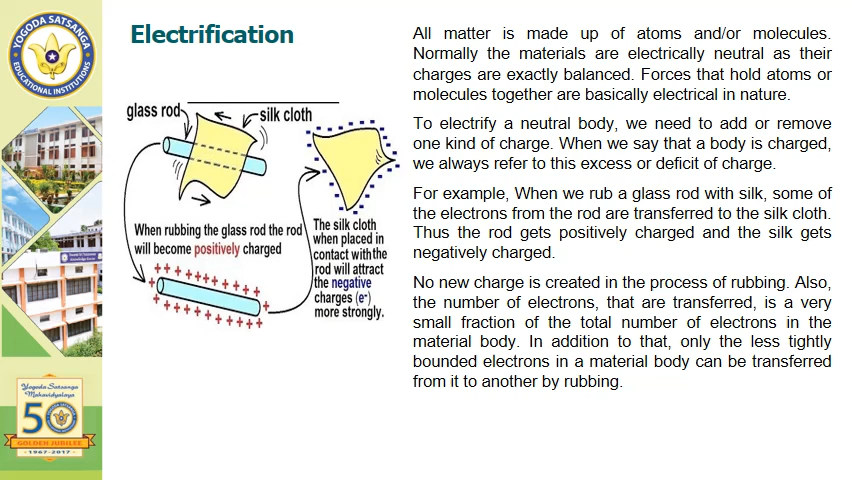 YOGODA SATSANGA
EDUCATIONAL INSTITUTIONS
Electrification
glass rod
silk cloth
When rubbing the glass rod the rod
will become positively charged
The silk cloth
when placed in
contact with the
rod will attract
the negative
charges (e-)
more strongly.
All matter is made up of atoms and/or molecules.
Normally the materials are electrically neutral as their
charges are exactly balanced. Forces that hold atoms or
molecules together are basically electrical in nature.
To electrify a neutral body, we need to add or remove
one kind of charge. When we say that a body is charged,
we always refer to this excess or deficit of charge.
For example, When we rub a glass rod with silk, some of
the electrons from the rod are transferred to the silk cloth.
Thus the rod gets positively charged and the silk gets
negatively charged.
No new charge is created in the process of rubbing. Also,
the number of electrons, that are transferred, is a very
small fraction of the total number of electrons in the
material body. In addition to that, only the less tightly
bounded electrons in a material body can be transferred
from it to another by rubbing.
Yogoda Satsanga
Mahavidyalaya
50
GOLDEN JUBILEE
-1967-2017-